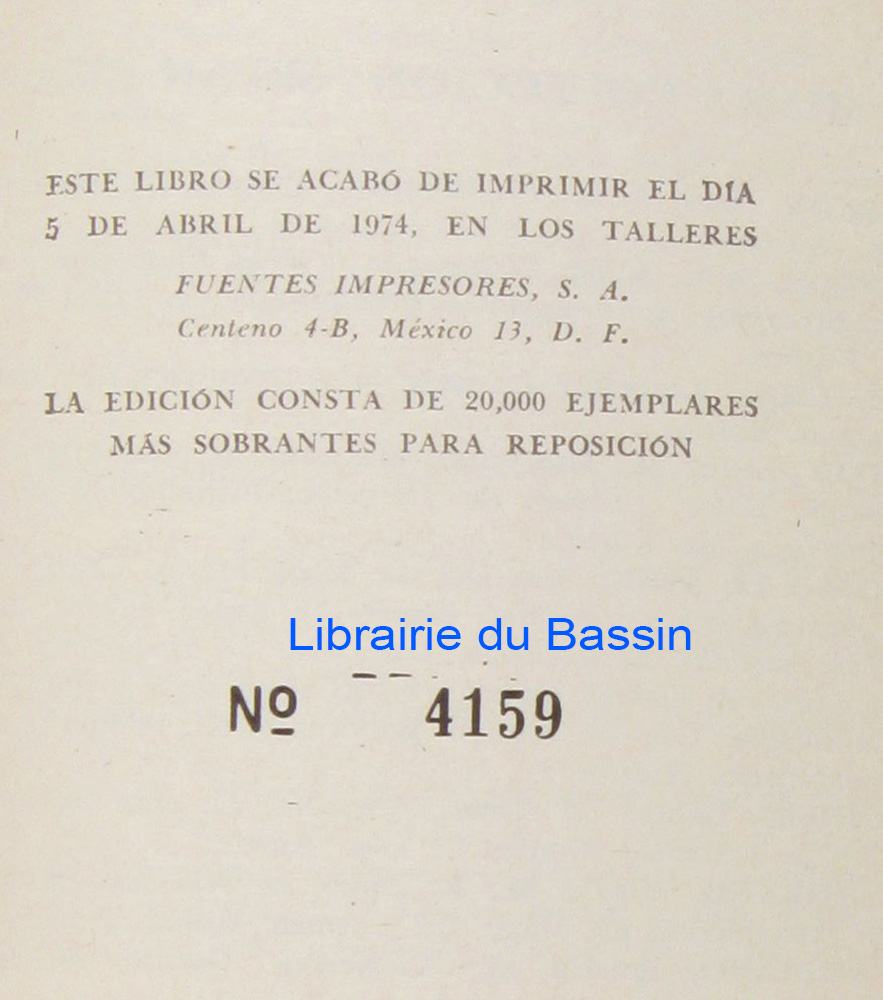 ESTE LIBRO SE ACABÓ DE IMPRIMIR EL DÍA
5 DE ABRIL DE 1974, EN LOS TALLERES
FUENTES IMPRESORES, S. A.
Centeno 4-B, México 13, D. F.
LA EDICIÓN CONSTA DE 20,000 EJEMPLARES
MÁS SOBRANTES PARA REPOSICIÓN
Librairie du Bassin
Nº 4159